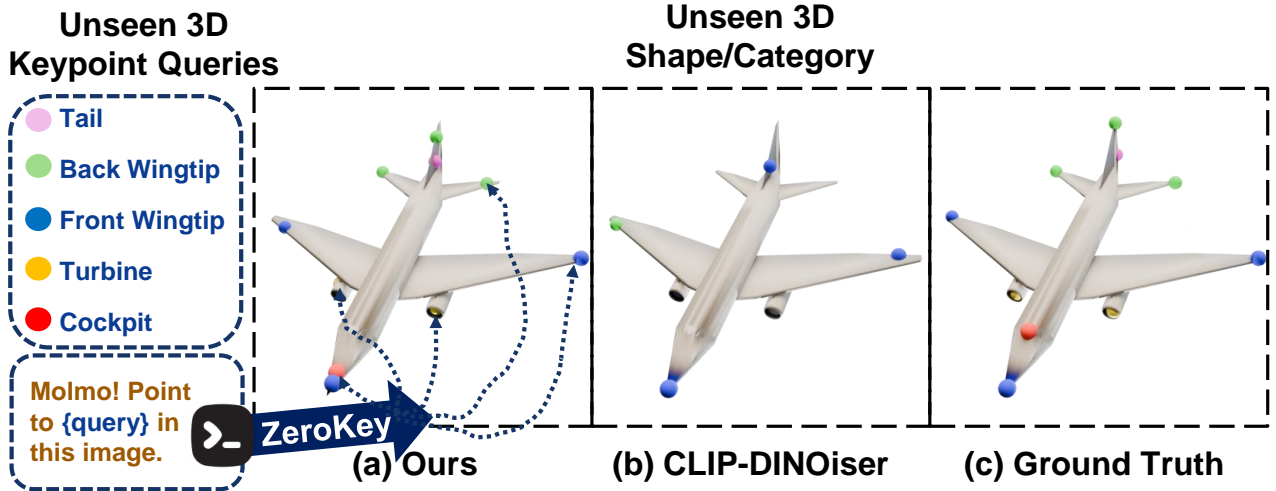 Unseen 3D
Keypoint Queries
Unseen 3D
Shape/Category
Tail
Back Wingtip
Front Wingtip
Turbine
Cockpit
Molmo! Point
to {query} in
this image.
>_
ZeroKey
(a) Ours
(b) CLIP-DINOiser
(c) Ground Truth